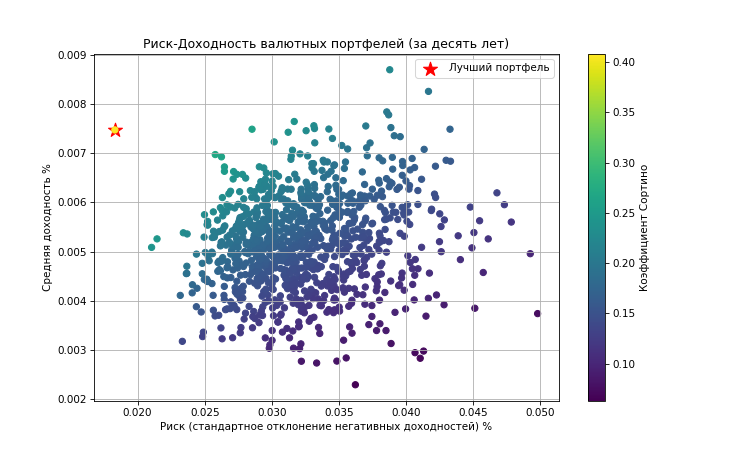 Риск-Доходность валютных портфелей (за десять лет)
Лучший портфель
0.009
0.008
0.007
0.006
0.005
0.004
0.003
0.002
Средняя доходность %
0.020 0.025 0.030 0.035 0.040 0.045 0.050
Риск (стандартное отклонение негативных доходностей) %
0.40
0.35
0.30
0.25
0.20
0.15
0.10
Коэффициент Сортино